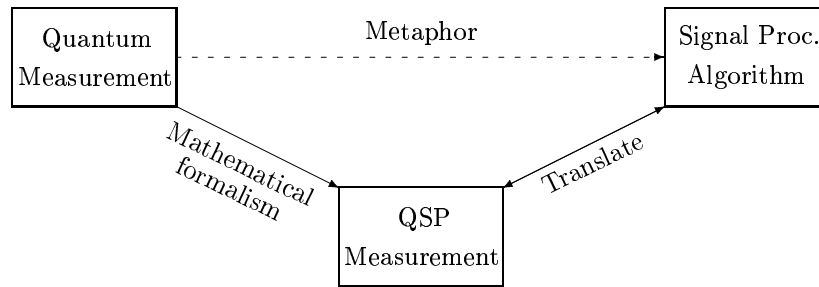 Quantum
Measurement
Metaphor
Signal Proc.
Algorithm
Mathematical
formalism
Translate
QSP
Measurement